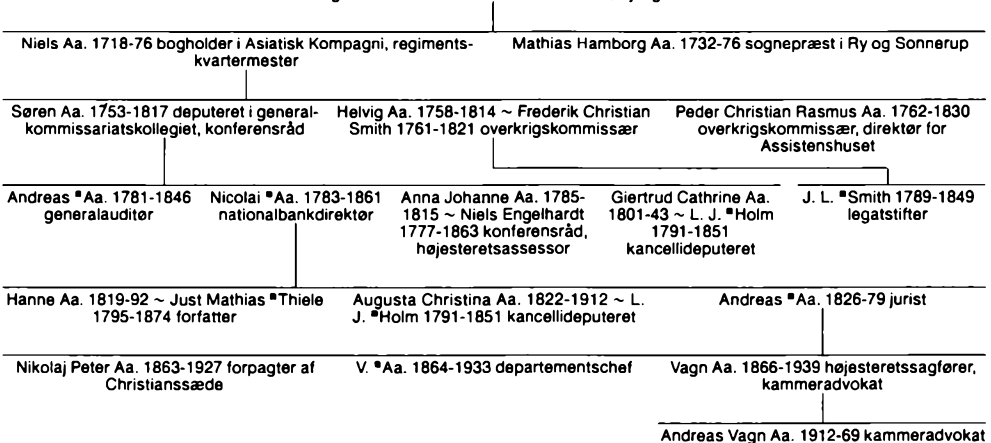 Niels Aa. 1718-76 bogholder i Asiatisk Kompagni, regiments-
kvartermester
Mathias Hamborg Aa. 1732-76 sognepræst i Ry og Sonnerup
Søren Aa. 1753-1817 deputeret i general-
kommissariatskollegiet, konferensråd
Helvig Aa. 1758-1814 ~ Frederik Christian
Smith 1761-1821 overkrigskommissær
Peder Christian Rasmus Aa. 1762-1830
overkrigskommissær, direktør for
Assistenshuset
Andreas *Aa. 1781-1846
generalauditør
Nicolai *Aa. 1783-1861
nationalbankdirektør
Anna Johanne Aa. 1785-
1815 ~ Niels Engelhardt
1777-1863 konferensråd,
højesteretsassessor
Giertrud Cathrine Aa.
1801-43 ~ L. J. *Holm
1791-1851
kancellideputeret
J. L. *Smith 1789-1849
legatstifter
Hanne Aa. 1819-92 ~ Just Mathias *Thiele
1795-1874 forfatter
Augusta Christina Aa. 1822-1912 ~ L.
J. *Holm 1791-1851 kancellideputeret
Andreas *Aa. 1826-79 jurist
Nikolaj Peter Aa. 1863-1927 forpagter af
Christianssæde
V. *Aa. 1864-1933 departementschef
Vagn Aa. 1866-1939 højesteretssagfører,
kammeradvokat
Andreas Vagn Aa. 1912-69 kammeradvokat